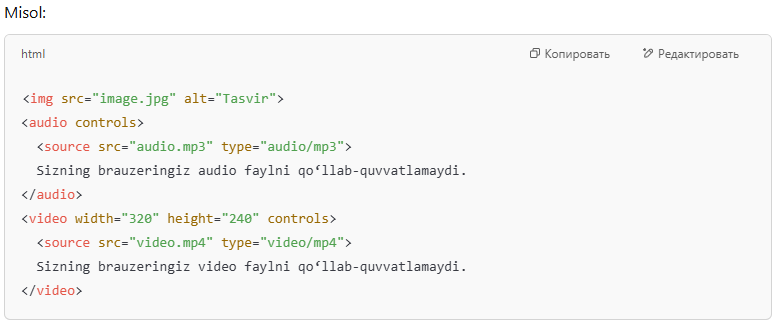 Misol:
html
Копировать
Редактировать
<img src="image.jpg" alt="Tasvir">
<audio controls>
  <source src="audio.mp3" type="audio/mp3">
  Sizning brauzeringiz audio faylni qo‘llab-quvvatlamaydi.
</audio>
<video width="320" height="240" controls>
  <source src="video.mp4" type="video/mp4">
  Sizning brauzeringiz video faylni qo‘llab-quvvatlamaydi.
</video>